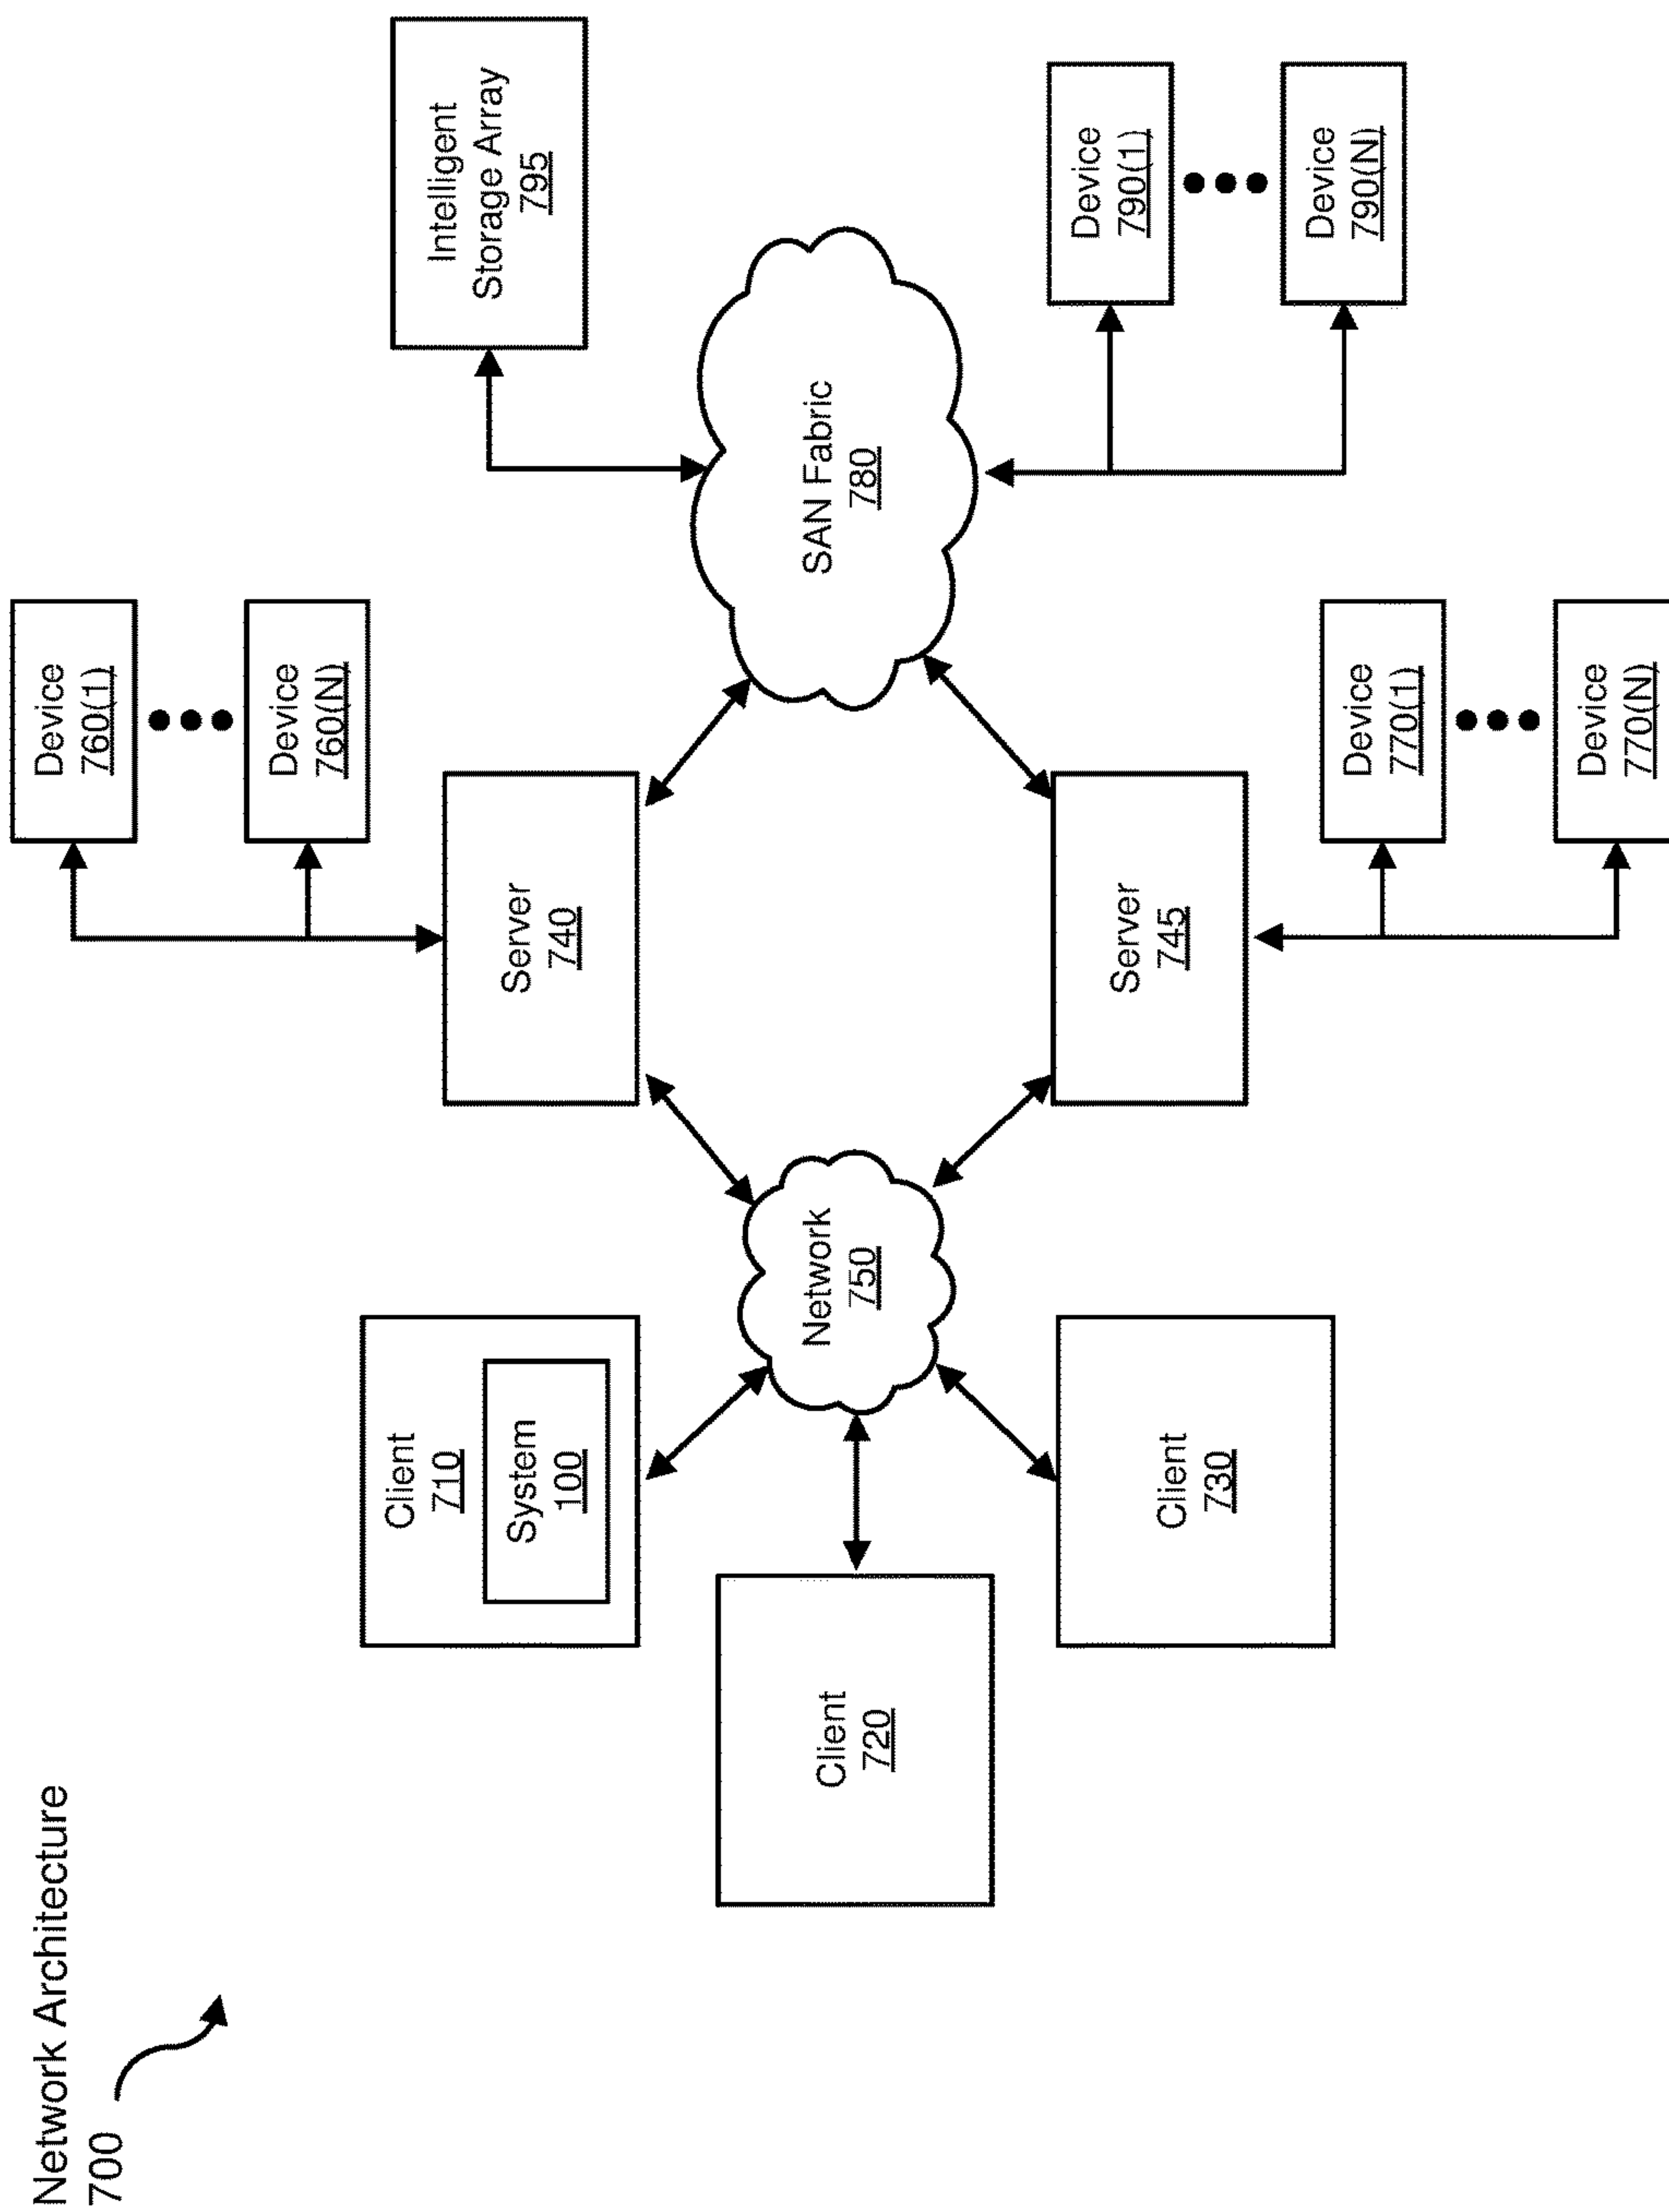 Network Architecture
700
Client
710
System
100
Client
720
Client
730
Network
750
Server
740
Server
745
Device
760(1)
Device
760(N)
Device
770(1)
Device
770(N)
SAN Fabric
780
Intelligent
Storage Array
795
Device
790(1)
Device
790(N)